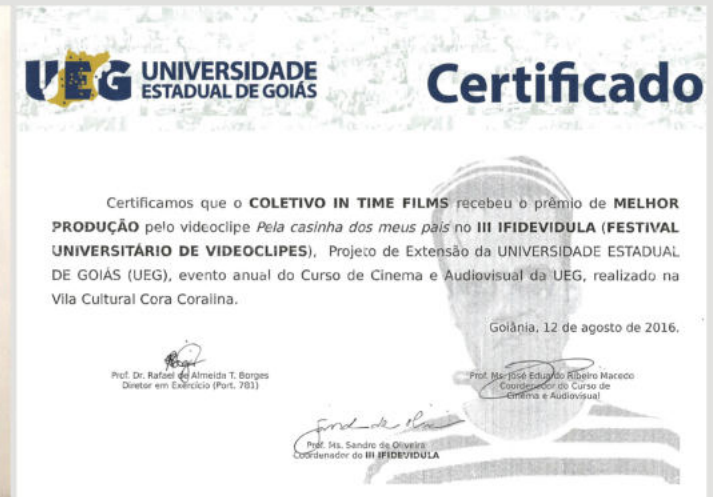 UEG UNIVERSIDADE
ESTADUAL DE GOIÁS
Certificado
Certificamos que o COLETIVO IN TIME FILMS recebeu o prêmio de MELHOR
PRODUÇÃO pelo videoclipe Pela casinha dos meus pais no III IFIDEVIDULA (FESTIVAL
UNIVERSITÁRIO DE VIDEOCLIPES), Projeto de Extensão da UNIVERSIDADE ESTADUAL
DE GOIÁS (UEG), evento anual do Curso de Cinema e Audiovisual da UEG, realizado na
Vila Cultural Cora Coralina.
Goiânia, 12 de agosto de 2016.
Prof. Dr. Rafael de Almeida T. Borges
Diretor em Exercício (Port. 781)
Prof. Ms. José Eduardo Ribeiro Macedo
Coordenador do Curso de
Cinema e Audiovisual
Prof. Ms. Sandro de Oliveira
Coordenador do III IFIDEVIDULA